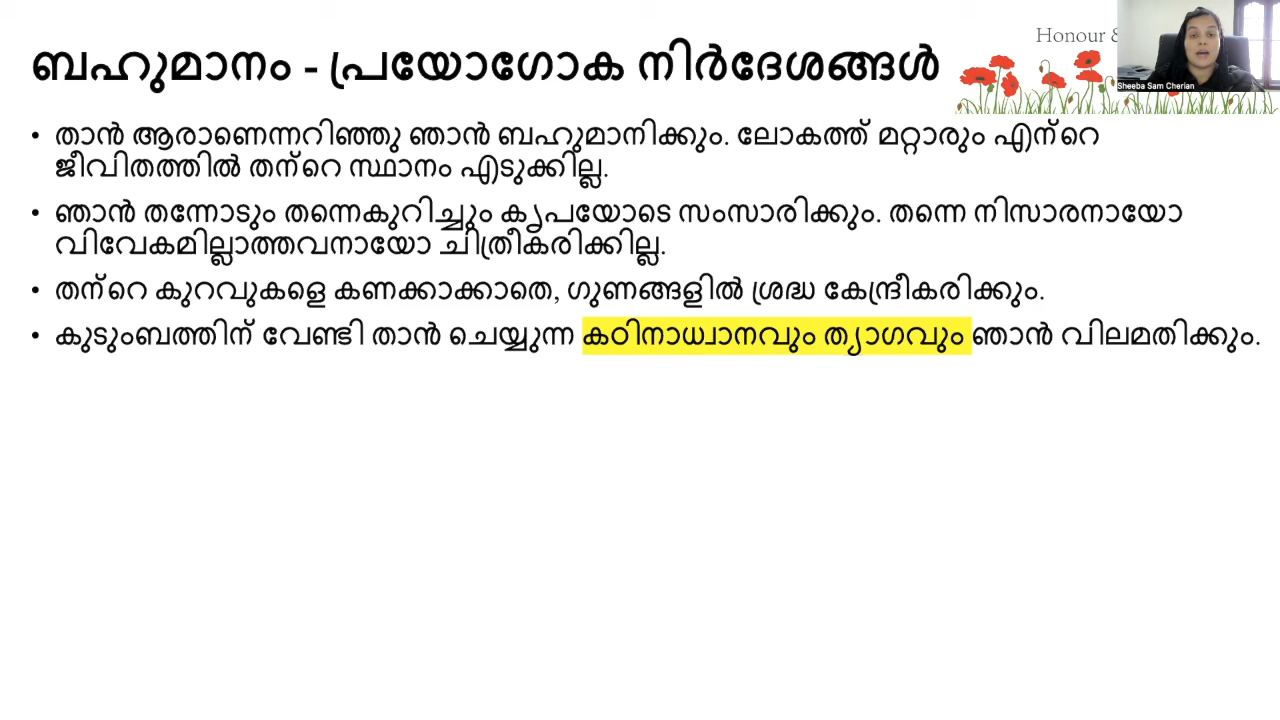 ബഹുമാനം - പ്രയോഗോക നിർദേശങ്ങൾ
Honour &
Sheeba Sam Cherian
• താൻ ആരാണെന്നറിഞ്ഞു ഞാൻ ബഹുമാനിക്കും. ലോകത്ത് മറ്റാരും എന്റെ
ജീവിതത്തിൽ തന്റെ സ്ഥാനം എടുക്കില്ല.
• ഞാൻ തന്നോടും തന്നെകുറിച്ചും കൃപയോടെ സംസാരിക്കും. തന്നെ നിസാരനായോ
വിവേകമില്ലാത്തവനായോ ചിത്രീകരിക്കില്ല.
• തന്റെ കുറവുകളെ കണക്കാക്കാതെ, ഗുണങ്ങളിൽ ശ്രദ്ധ കേന്ദ്രീകരിക്കും.
• കുടുംബത്തിന് വേണ്ടി താൻ ചെയ്യുന്ന കഠിനാധ്വാനവും ത്യാഗവും ഞാൻ വിലമതിക്കും.